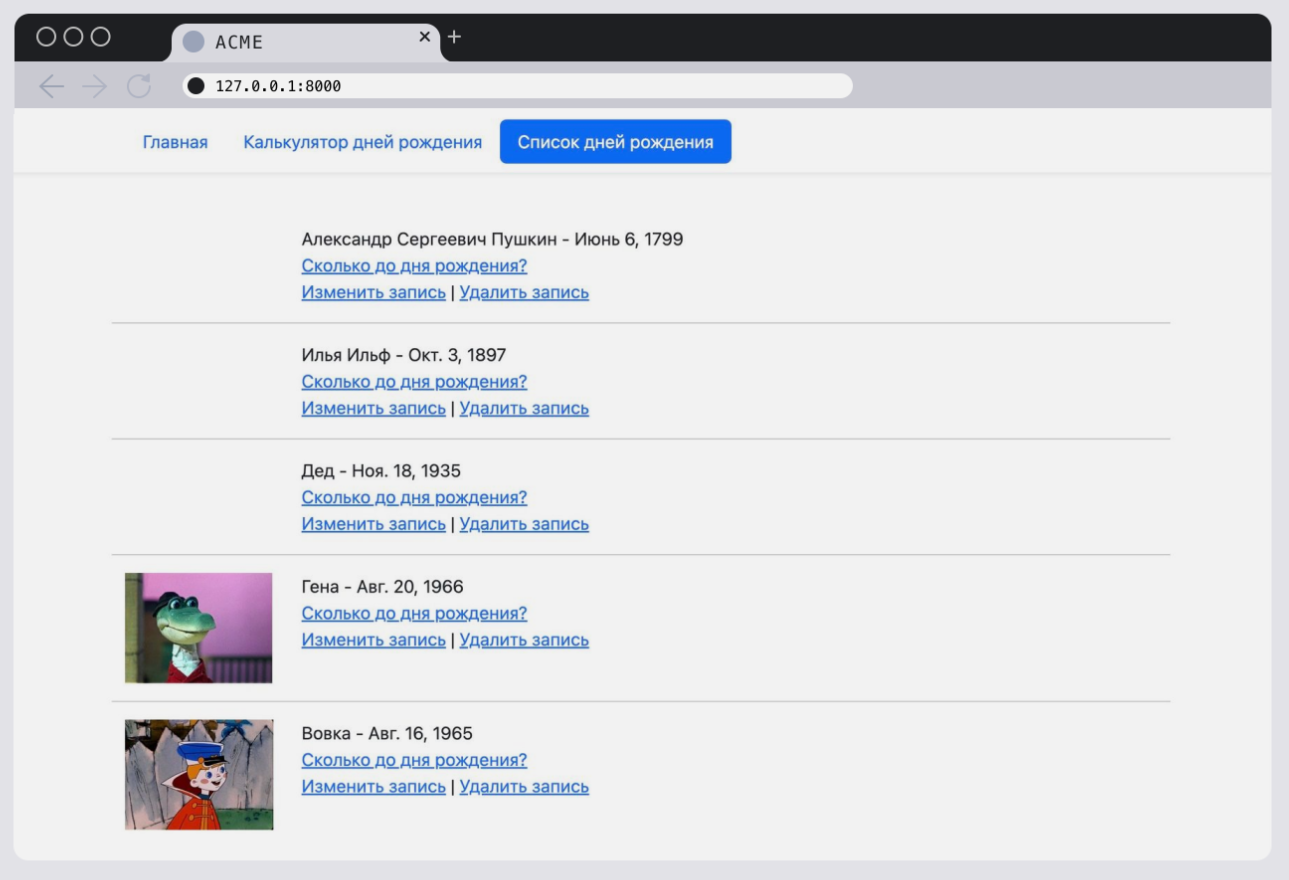 ACME
127.0.0.1:8000
Главная Калькулятор дней рождения Список дней рождения
Александр Сергеевич Пушкин - Июнь 6, 1799
Сколько до дня рождения?
Изменить запись | Удалить запись
Илья Ильф - Окт. 3, 1897
Сколько до дня рождения?
Изменить запись | Удалить запись
Дед - Ноя. 18, 1935
Сколько до дня рождения?
Изменить запись | Удалить запись
Гена - Авг. 20, 1966
Сколько до дня рождения?
Изменить запись | Удалить запись
Вовка - Авг. 16, 1965
Сколько до дня рождения?
Изменить запись | Удалить запись